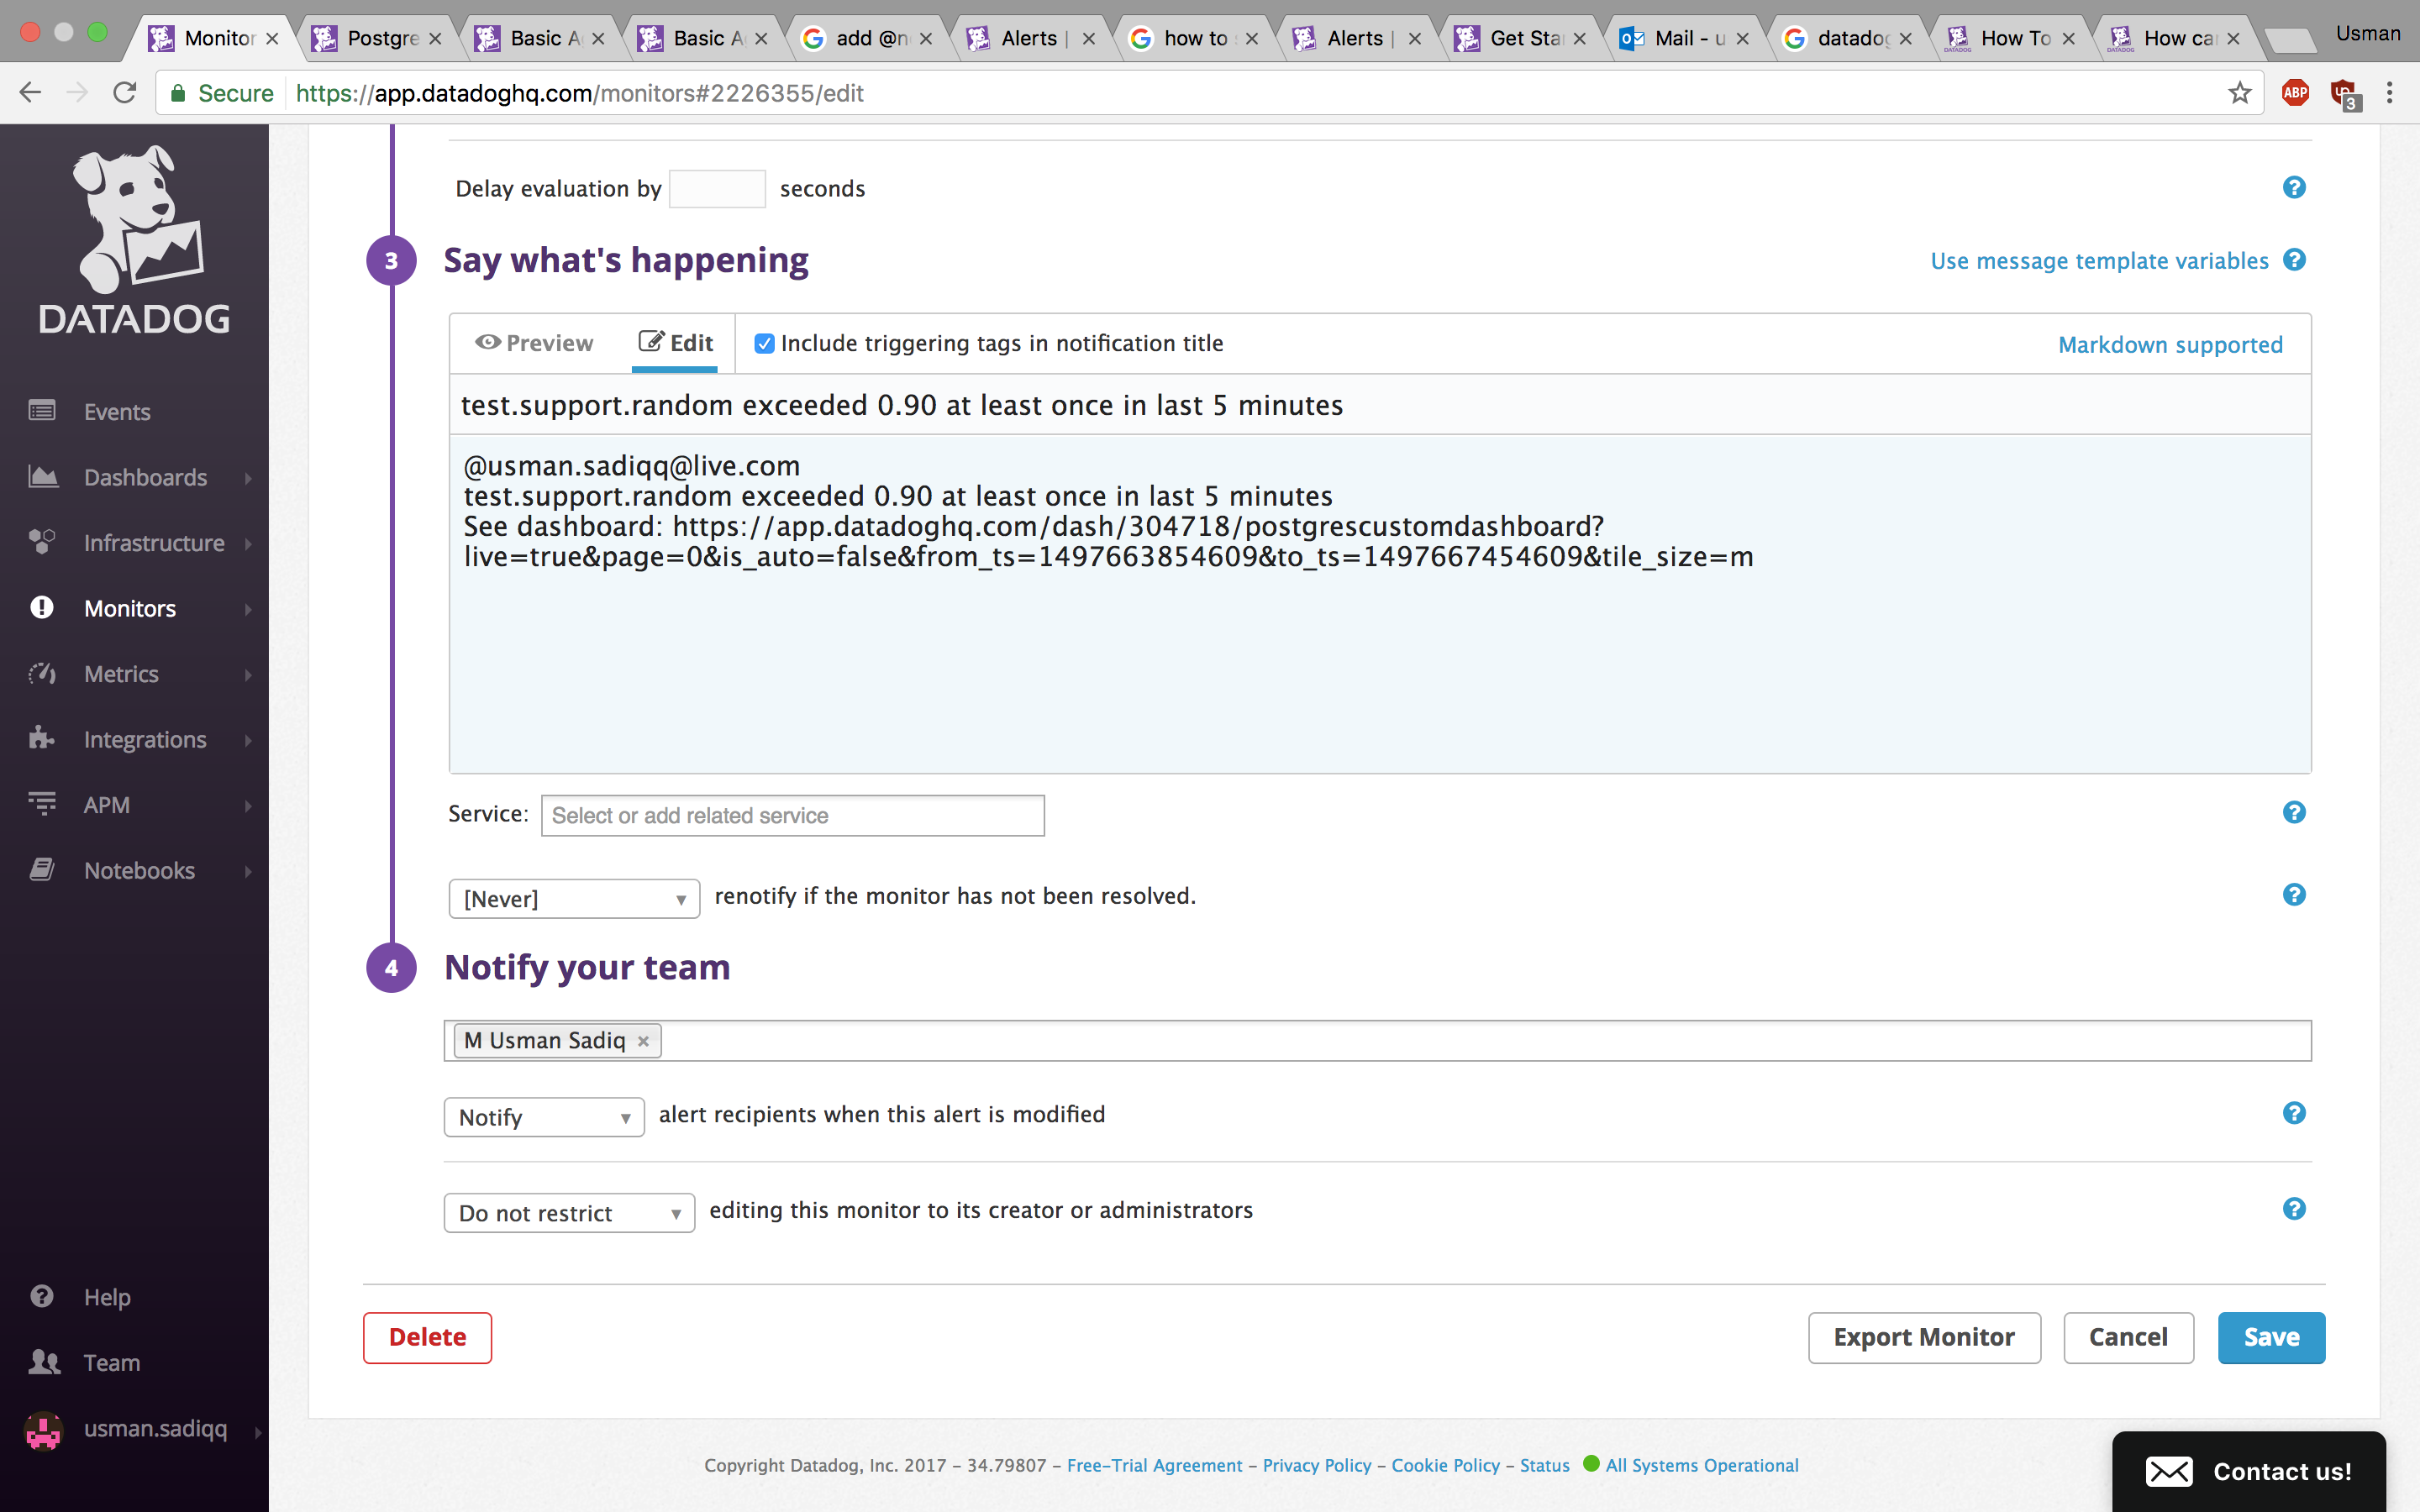 Monitor
Postgre
Basic A
Basic A
add @n
Alerts |
how to
Alerts |
Get Sta
Mail - u
datadog
How To
How ca
Usman
Secure https://app.datadoghq.com/monitors#2226355/edit
ABP
3
DATADOG
Events
Dashboards
Infrastructure
Monitors
Metrics
Integrations
APM
Notebooks
Help
Team
usman.sadiqq
Delay evaluation by seconds
?
3 Say what's happening
Use message template variables ?
Preview Edit Include triggering tags in notification title Markdown supported
test.support.random exceeded 0.90 at least once in last 5 minutes
@usman.sadiqq@live.com
test.support.random exceeded 0.90 at least once in last 5 minutes
See dashboard: https://app.datadoghq.com/dash/304718/postgrescustomdashboard?
live=true&page=0&is_auto=false&from_ts=1497663854609&to_ts=1497667454609&tile_size=m
Service: Select or add related service ?
[Never] renotify if the monitor has not been resolved. ?
4 Notify your team
M Usman Sadiq ×
Notify alert recipients when this alert is modified ?
Do not restrict editing this monitor to its creator or administrators ?
Delete Export Monitor Cancel Save
Copyright Datadog, Inc. 2017 – 34.79807 – Free-Trial Agreement – Privacy Policy – Cookie Policy – Status All Systems Operational
Contact us!